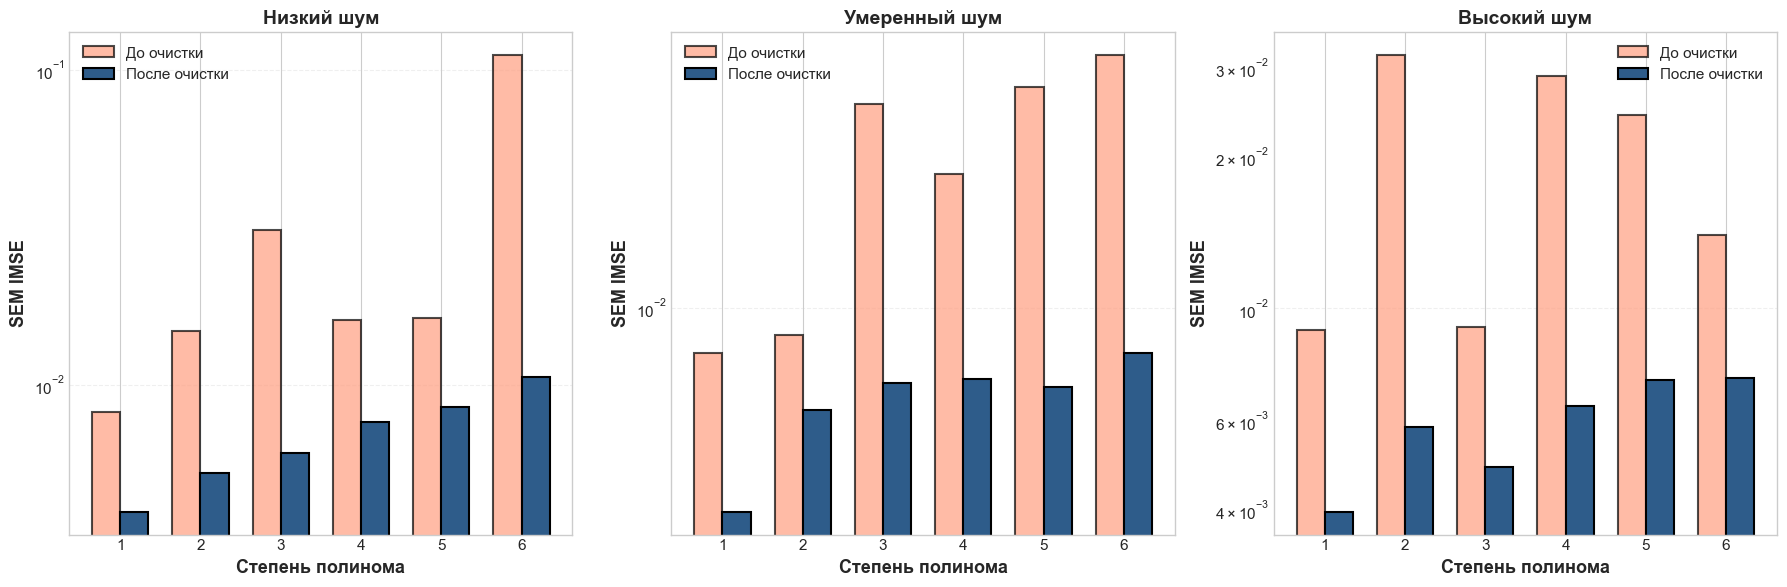 Низкий шум
До очистки
После очистки
10⁻¹
10⁻²
SEM IMSE
1 2 3 4 5 6
Степень полинома
Умеренный шум
До очистки
После очистки
10⁻²
SEM IMSE
1 2 3 4 5 6
Степень полинома
Высокий шум
До очистки
После очистки
3 × 10⁻²
2 × 10⁻²
10⁻²
6 × 10⁻³
4 × 10⁻³
SEM IMSE
1 2 3 4 5 6
Степень полинома